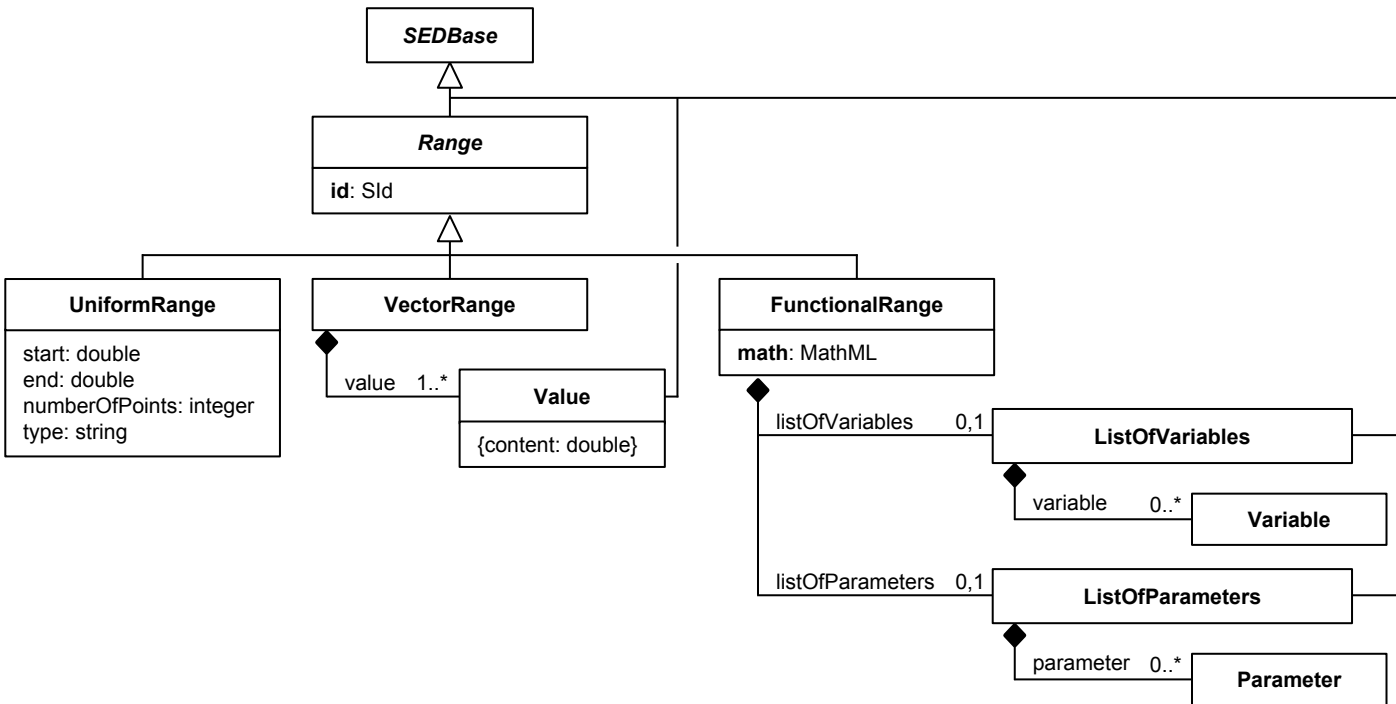 SEDBase
Range
id: SId
UniformRange
start: double
end: double
numberOfPoints: integer
type: string
VectorRange
value 1..*
Value
{content: double}
FunctionalRange
math: MathML
listOfVariables 0,1
ListOfVariables
variable 0..*
Variable
listOfParameters 0,1
ListOfParameters
parameter 0..*
Parameter